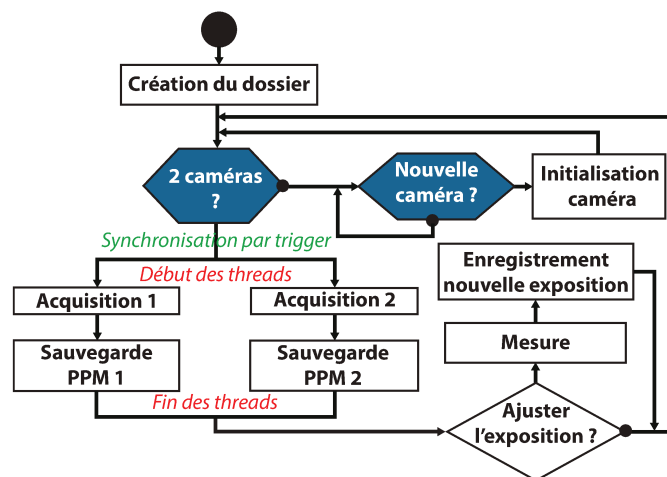 Création du dossier
2 caméras
?
Nouvelle
caméra ?
Initialisation
caméra
Synchronisation par trigger
Début des threads
Acquisition 1
Acquisition 2
Sauvegarde
PPM 1
Sauvegarde
PPM 2
Fin des threads
Enregistrement
nouvelle exposition
Mesure
Ajuster
l'exposition ?